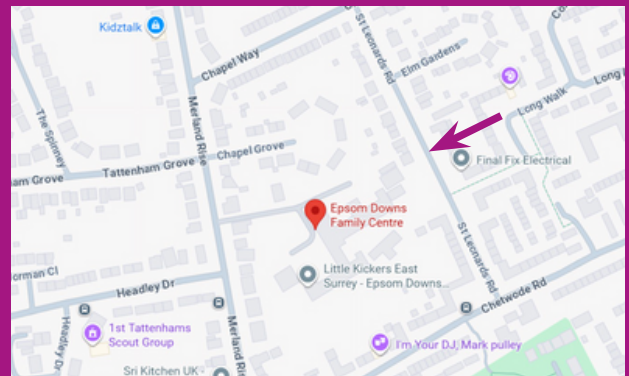 Kidztalk
St Leonards Rd
Chapel Way
Elm Gardens
Merland Rise
Long Walk
The Spinney
Final Fix Electrical
Chapel Grove
Tattenham Grove
am Grove
Epsom Downs
Family Centre
St Leonards Rd
Little Kickers East
Surrey - Epsom Downs...
orman Cl
Headley Dr
Chetwode Rd
1st Tattenhams
Scout Group
Headley Dr
Merland Ris
I'm Your DJ, Mark pulley
Sri Kitchen UK -